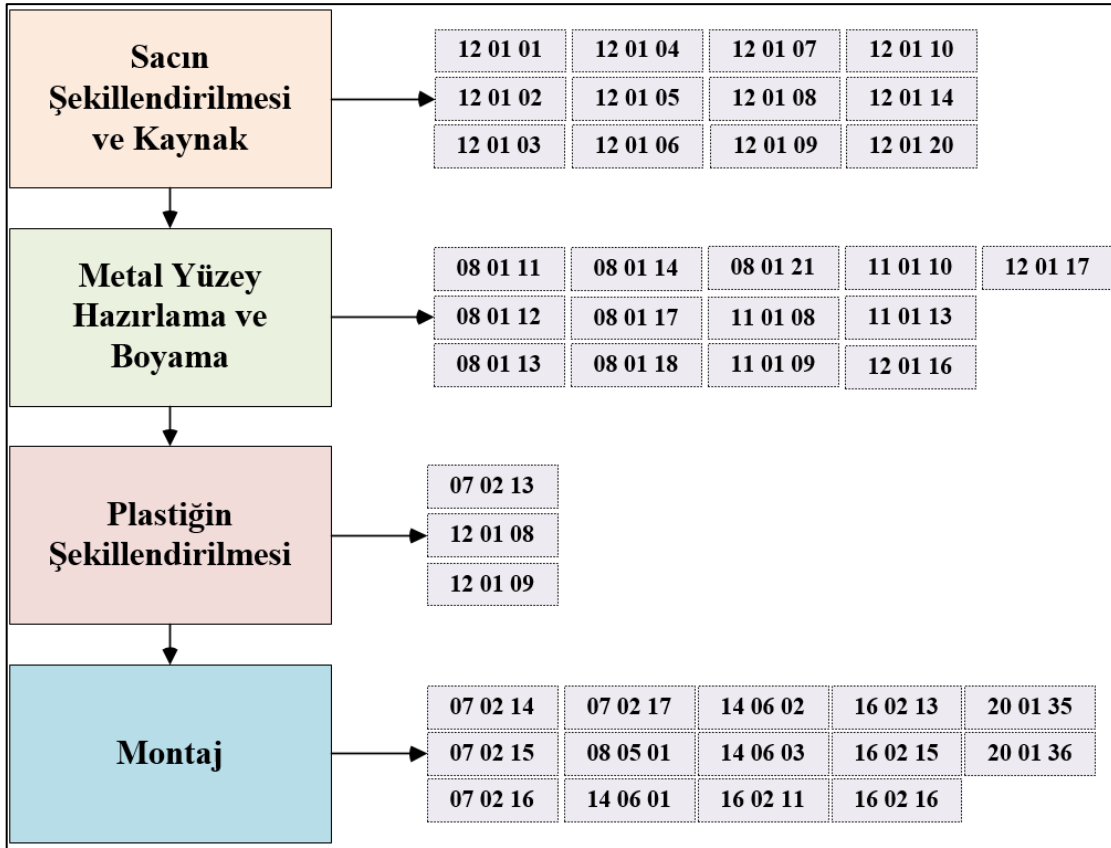 Sacın
Şekillendirilmesi
ve Kaynak
12 01 01 12 01 04 12 01 07 12 01 10
12 01 02 12 01 05 12 01 08 12 01 14
12 01 03 12 01 06 12 01 09 12 01 20
Metal Yüzey
Hazırlama ve
Boyama
08 01 11 08 01 14 08 01 21 11 01 10 12 01 17
08 01 12 08 01 17 11 01 08 11 01 13
08 01 13 08 01 18 11 01 09 12 01 16
Plastiğin
Şekillendirilmesi
07 02 13
12 01 08
12 01 09
Montaj
07 02 14 07 02 17 14 06 02 16 02 13 20 01 35
07 02 15 08 05 01 14 06 03 16 02 15 20 01 36
07 02 16 14 06 01 16 02 11 16 02 16